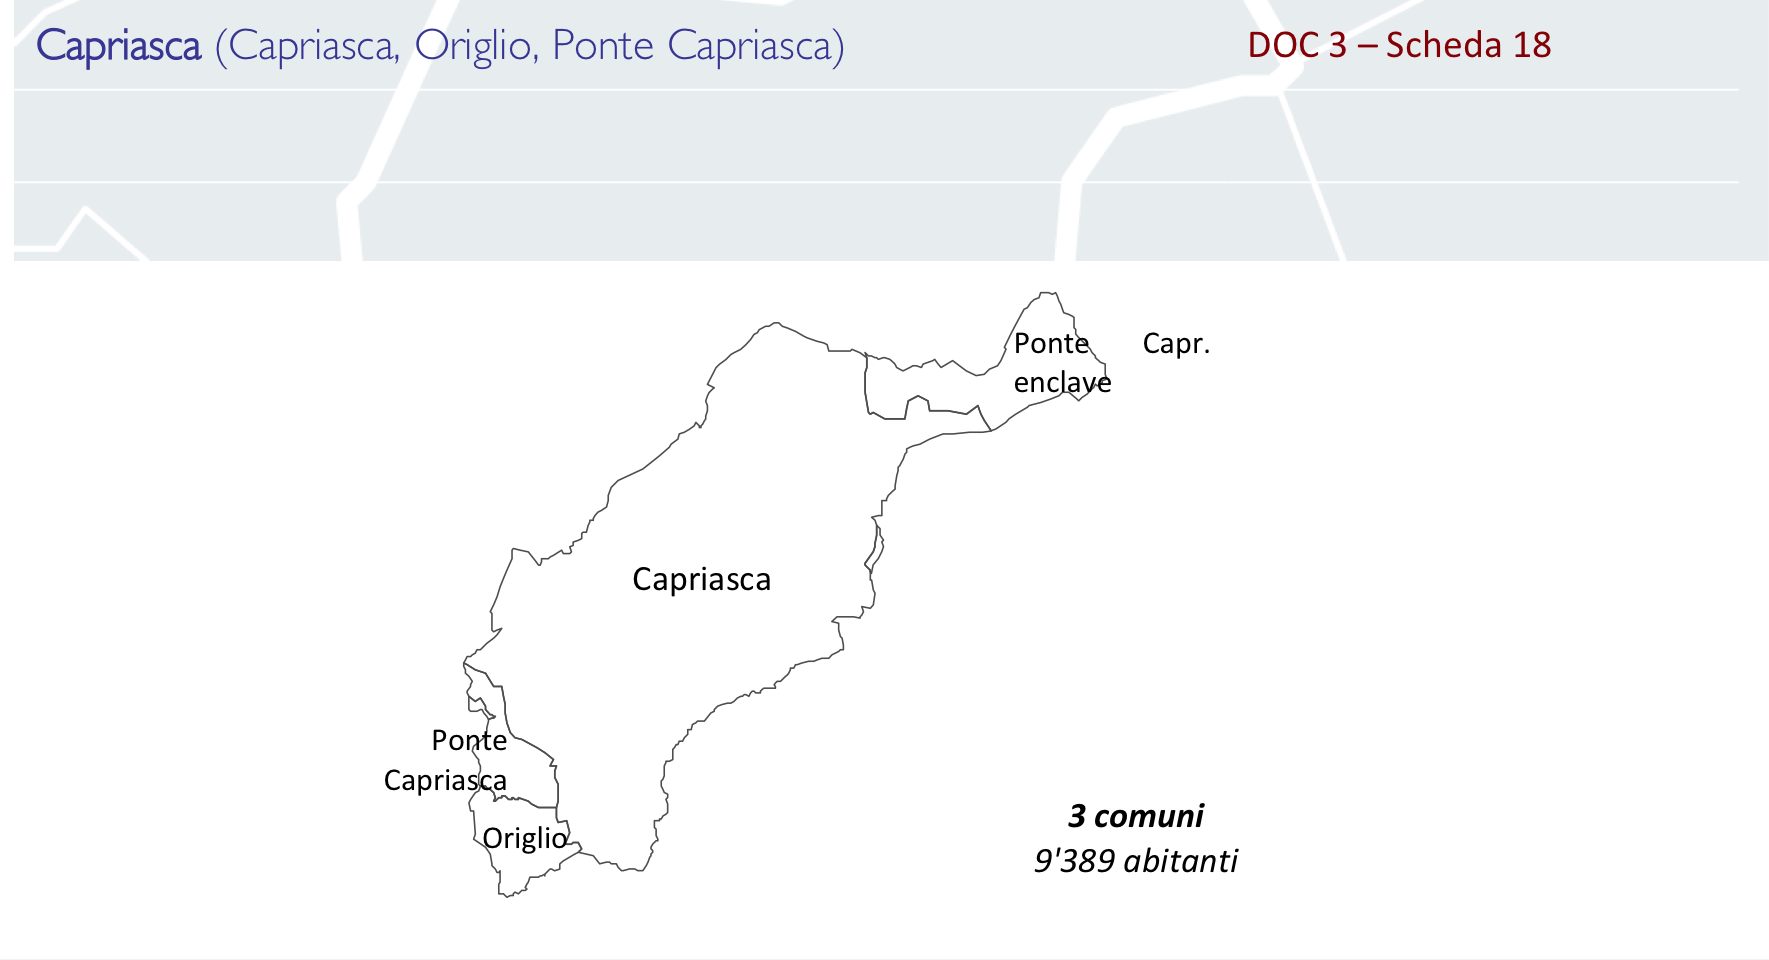 Capriasca (Capriasca, Origlio, Ponte Capriasca)
DOC 3 – Scheda 18
Ponte Capr.
enclave
Capriasca
Ponte
Capriasca
Origlio
3 comuni
9'389 abitanti